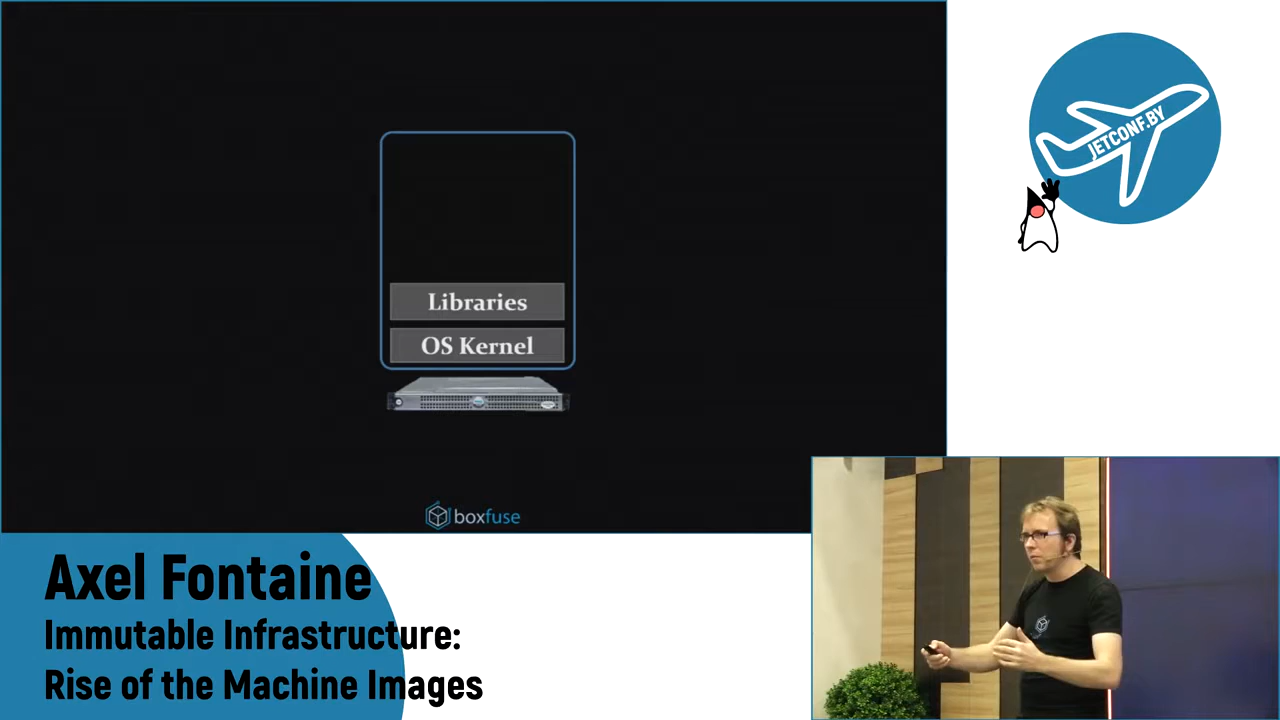 Libraries
OS Kernel
boxfuse
JETCONF.BY
Axel Fontaine
Immutable Infrastructure:
Rise of the Machine Images